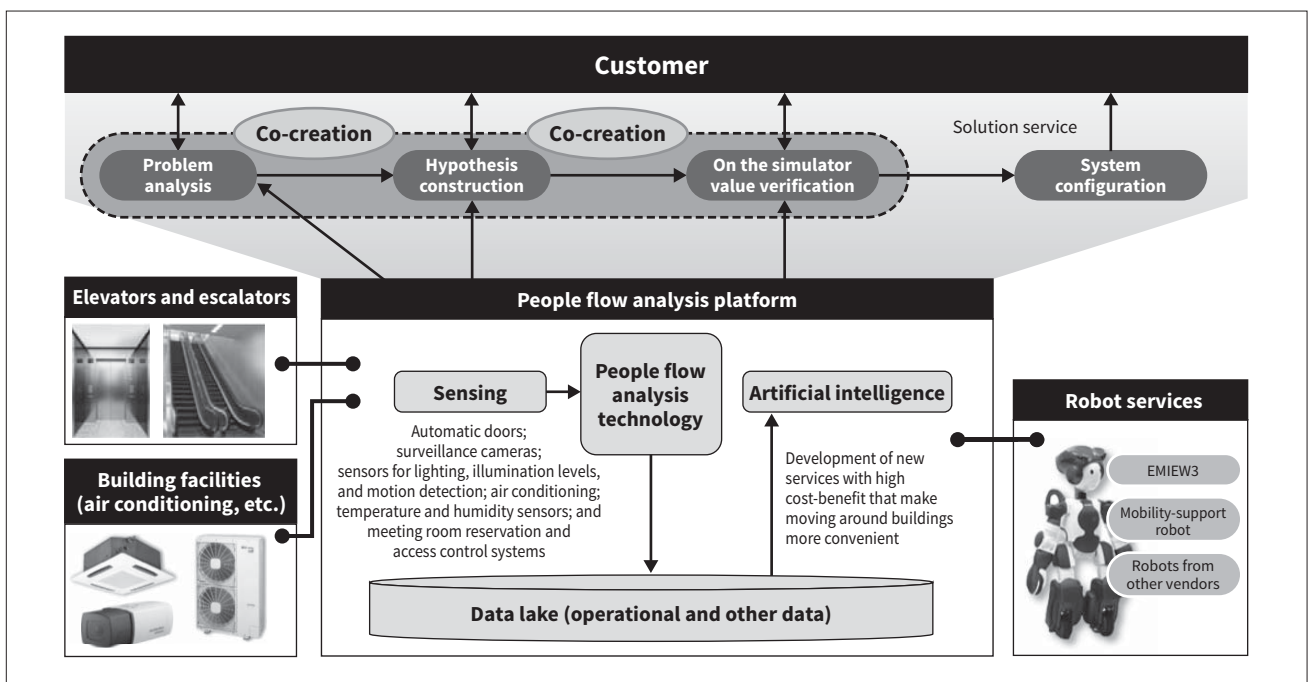 Customer
Co-creation
Co-creation
Solution service
Problem
analysis
Hypothesis
construction
On the simulator
value verification
System
configuration
Elevators and escalators
Building facilities
(air conditioning, etc.)
People flow analysis platform
Sensing
Automatic doors;
surveillance cameras;
sensors for lighting, illumination levels,
and motion detection; air conditioning;
temperature and humidity sensors; and
meeting room reservation and
access control systems
People flow
analysis
technology
Artificial intelligence
Development of new
services with high
cost-benefit that make
moving around buildings
more convenient
Data lake (operational and other data)
Robot services
EMIEW3
Mobility-support
robot
Robots from
other vendors